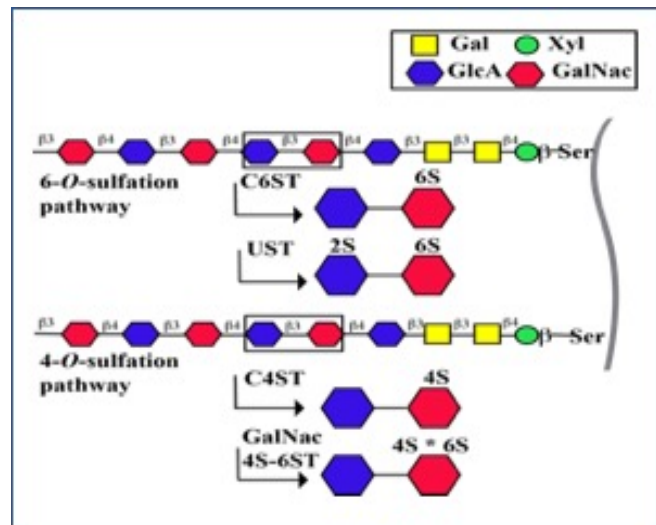 Gal Xyl
GlcA GalNac
β3 β4 β3 β4 β3 β4 β3 β3 β4
β Ser
6-O-sulfation
pathway
C6ST
6S
UST
2S 6S
β3 β4 β3 β4 β3 β4 β3 β3 β4
β Ser
4-O-sulfation
pathway
C4ST
4S
GalNac
4S-6ST
4S * 6S